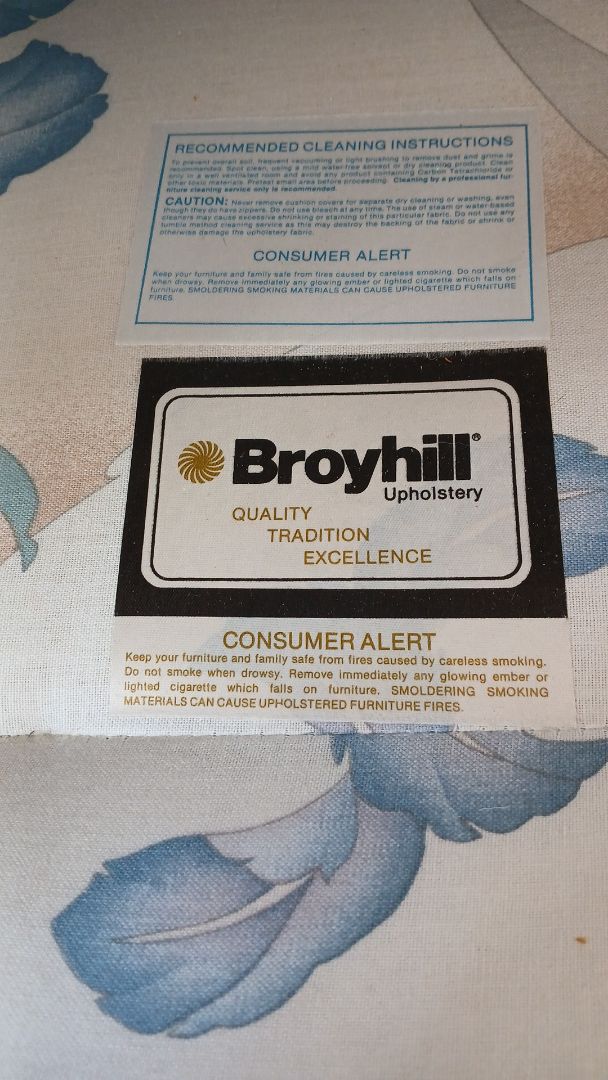 RECOMMENDED CLEANING INSTRUCTIONS
To prevent overall soil, frequent vacuuming or light brushing to remove dust and grime is
recommended. Spot clean, using a mild water-free solvent or dry cleaning product. Clean
only in a well ventilated room and avoid any product containing Carbon Tetrachloride or
other toxic materials. Pretest small area before proceeding. Cleaning by a professional fur-
niture cleaning service only is recommended.
CAUTION: Never remove cushion covers for separate dry cleaning or washing, even
though they do have zippers. Do not use bleach at any time. The use of steam or water-based
cleaners may cause excessive shrinking or staining of this particular fabric. Do not use any
tumble method cleaning service as this may destroy the backing of the fabric or shrink or
otherwise damage the upholstery fabric.
CONSUMER ALERT
Keep your furniture and family safe from fires caused by careless smoking. Do not smoke
when drowsy. Remove immediately any glowing ember or lighted cigarette which falls on
furniture. SMOLDERING SMOKING MATERIALS CAN CAUSE UPHOLSTERED FURNITURE
FIRES.
Broyhill®
Upholstery
QUALITY
TRADITION
EXCELLENCE
CONSUMER ALERT
Keep your furniture and family safe from fires caused by careless smoking.
Do not smoke when drowsy. Remove immediately any glowing ember or
lighted cigarette which falls on furniture. SMOLDERING SMOKING
MATERIALS CAN CAUSE UPHOLSTERED FURNITURE FIRES.